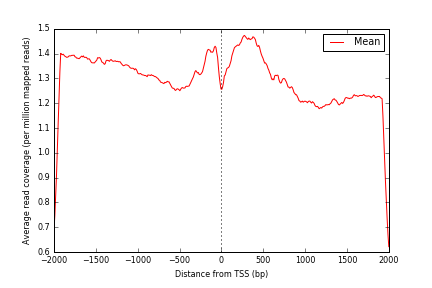 Mean
Average read coverage (per million mapped reads)
1.5
1.4
1.3
1.2
1.1
1.0
0.9
0.8
0.7
0.6
−2000 −1500 −1000 −500 0 500 1000 1500 2000
Distance from TSS (bp)